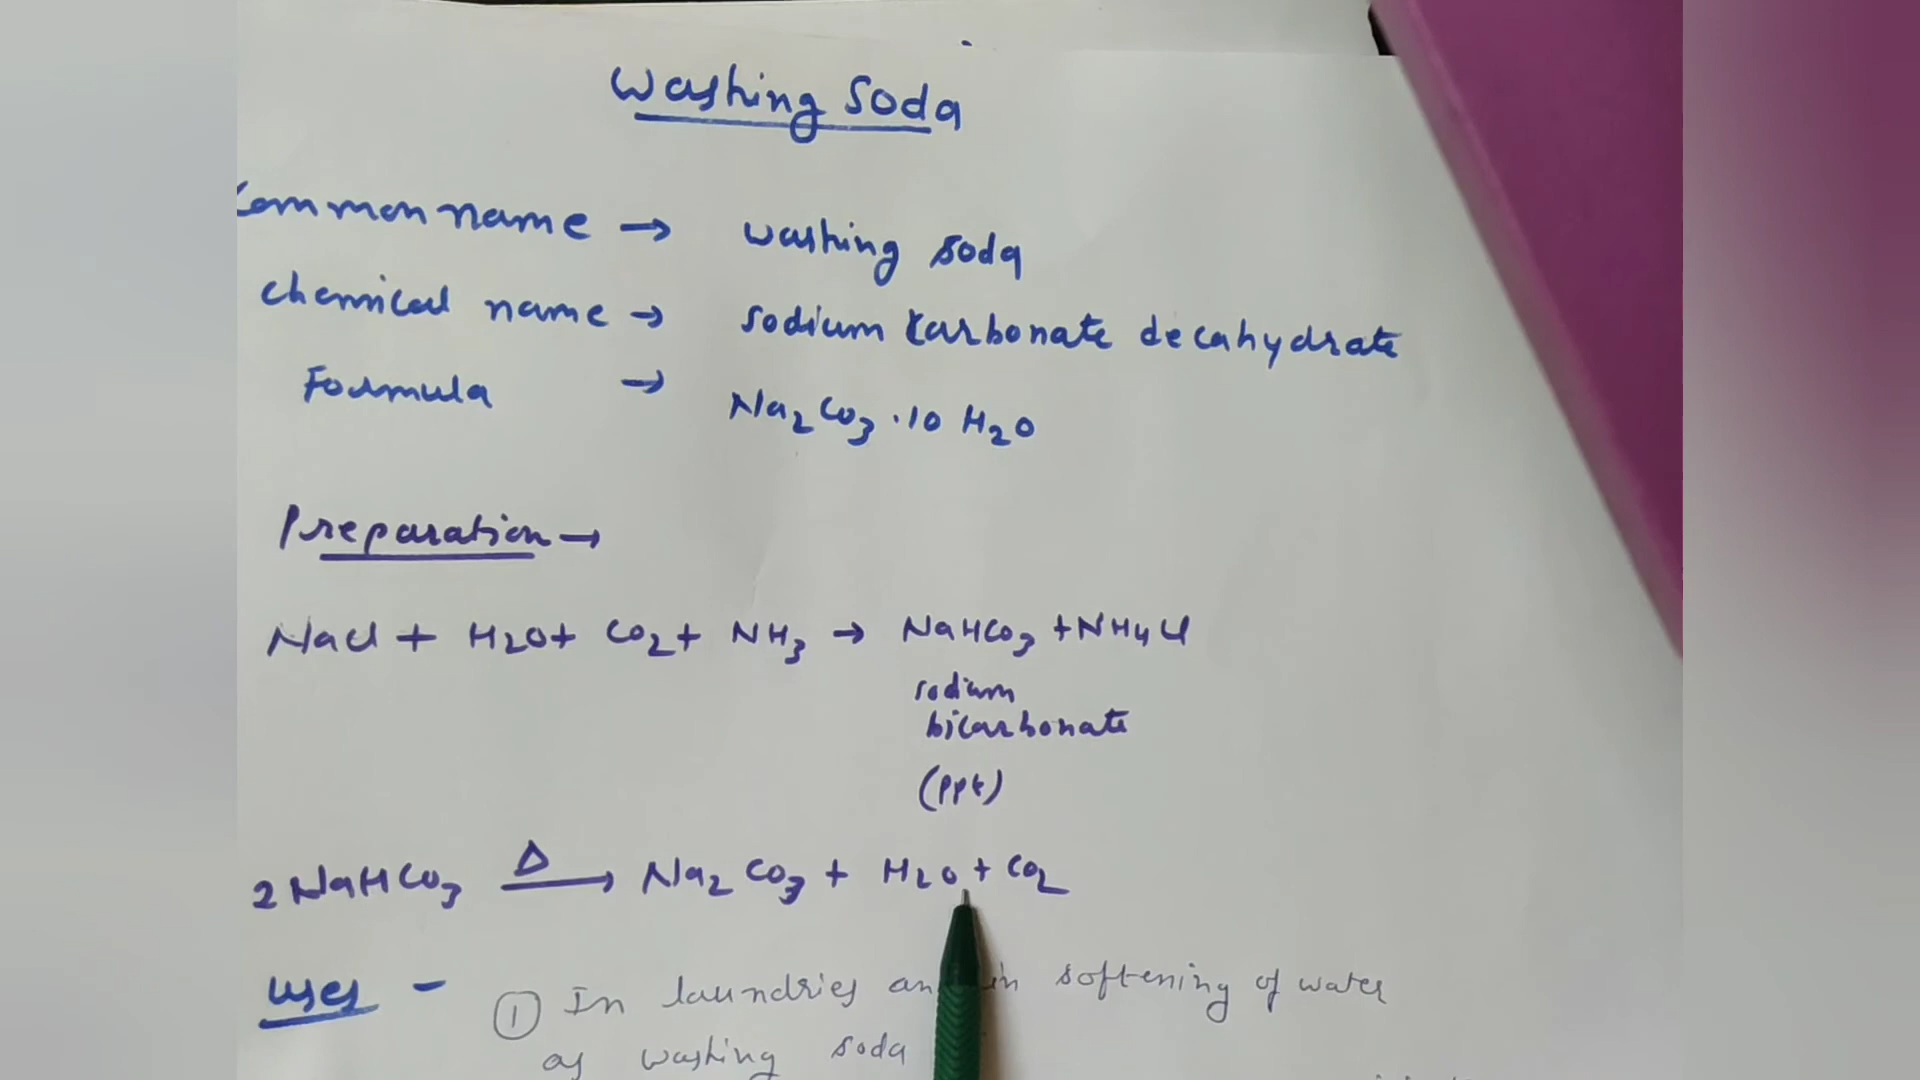 Washing Soda
Common name → washing soda
chemical name → sodium carbonate decahydrate
Formula → Na₂CO₃·10 H₂O
Preparation →
NaCl + H₂O + CO₂ + NH₃ → NaHCO₃ + NH₄Cl
sodium
bicarbonate
(ppt)
2 NaHCO₃ Δ→ Na₂CO₃ + H₂O + CO₂
Uses -
① In laundries an in softening of water
as washing soda